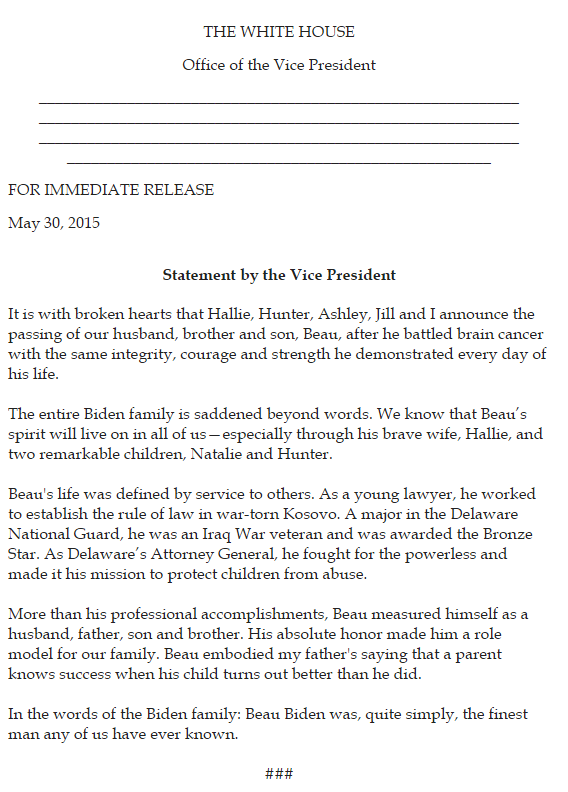 THE WHITE HOUSE
Office of the Vice President
FOR IMMEDIATE RELEASE
May 30, 2015
Statement by the Vice President
It is with broken hearts that Hallie, Hunter, Ashley, Jill and I announce the
passing of our husband, brother and son, Beau, after he battled brain cancer
with the same integrity, courage and strength he demonstrated every day of
his life.
The entire Biden family is saddened beyond words. We know that Beau’s
spirit will live on in all of us—especially through his brave wife, Hallie, and
two remarkable children, Natalie and Hunter.
Beau's life was defined by service to others. As a young lawyer, he worked
to establish the rule of law in war-torn Kosovo. A major in the Delaware
National Guard, he was an Iraq War veteran and was awarded the Bronze
Star. As Delaware’s Attorney General, he fought for the powerless and
made it his mission to protect children from abuse.
More than his professional accomplishments, Beau measured himself as a
husband, father, son and brother. His absolute honor made him a role
model for our family. Beau embodied my father's saying that a parent
knows success when his child turns out better than he did.
In the words of the Biden family: Beau Biden was, quite simply, the finest
man any of us have ever known.
###